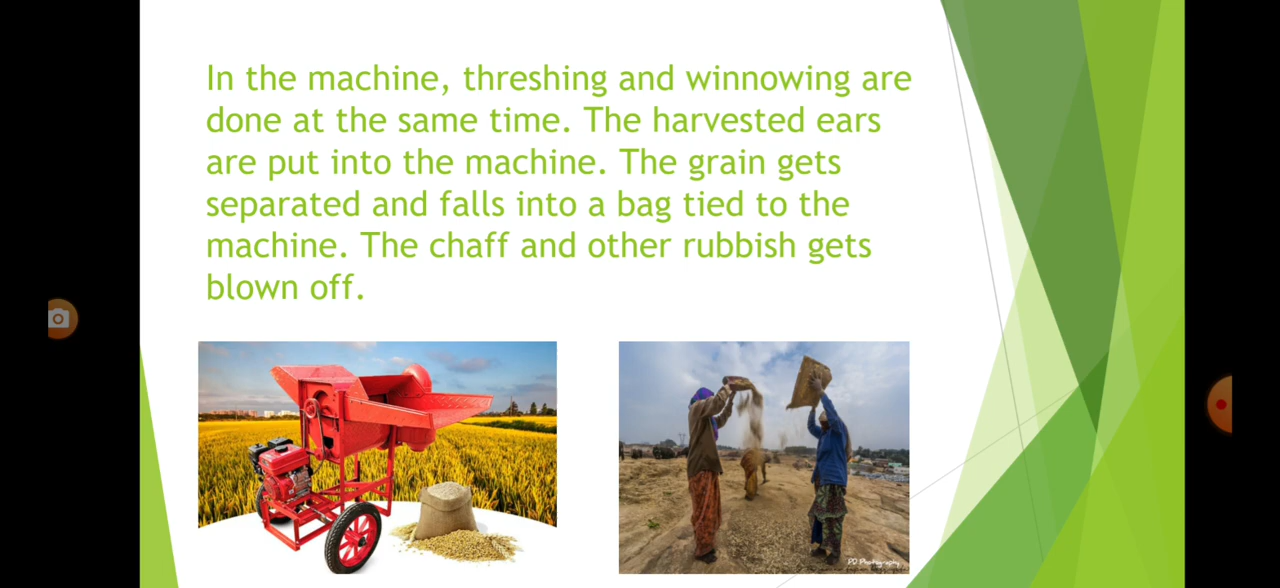 In the machine, threshing and winnowing are
done at the same time. The harvested ears
are put into the machine. The grain gets
separated and falls into a bag tied to the
machine. The chaff and other rubbish gets
blown off.
PD Photography